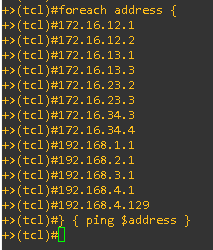 +>(tcl)#foreach address {
+>(tcl)#172.16.12.1
+>(tcl)#172.16.12.2
+>(tcl)#172.16.13.1
+>(tcl)#172.16.13.3
+>(tcl)#172.16.23.2
+>(tcl)#172.16.23.3
+>(tcl)#172.16.34.3
+>(tcl)#172.16.34.4
+>(tcl)#192.168.1.1
+>(tcl)#192.168.2.1
+>(tcl)#192.168.3.1
+>(tcl)#192.168.4.1
+>(tcl)#192.168.4.129
+>(tcl)#} { ping $address }
+>(tcl)#